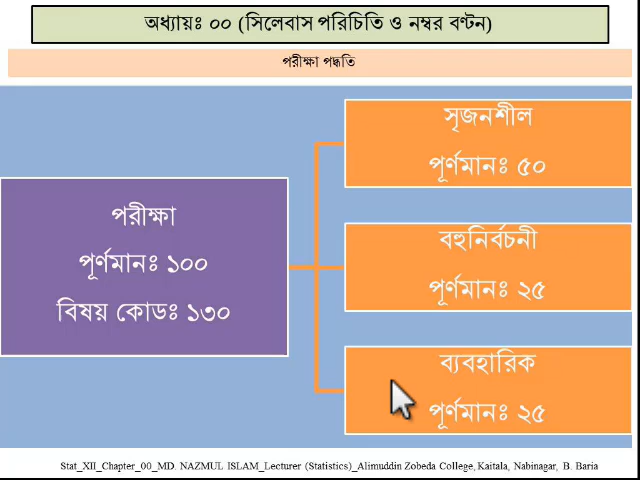 অধ্যায়ঃ ০০ (সিলেবাস পরিচিতি ও নম্বর বণ্টন)
পরীক্ষা পদ্ধতি
পরীক্ষা
পূর্ণমানঃ ১০০
বিষয় কোডঃ ১৩০
সৃজনশীল
পূর্ণমানঃ ৫০
বহুনির্বচনী
পূর্ণমানঃ ২৫
ব্যবহারিক
পূর্ণমানঃ ২৫
Stat_XII_Chapter_00_MD. NAZMUL ISLAM_Lecturer (Statistics)_Alimuddin Zobeda College, Kaitala, Nabinagar, B. Baria